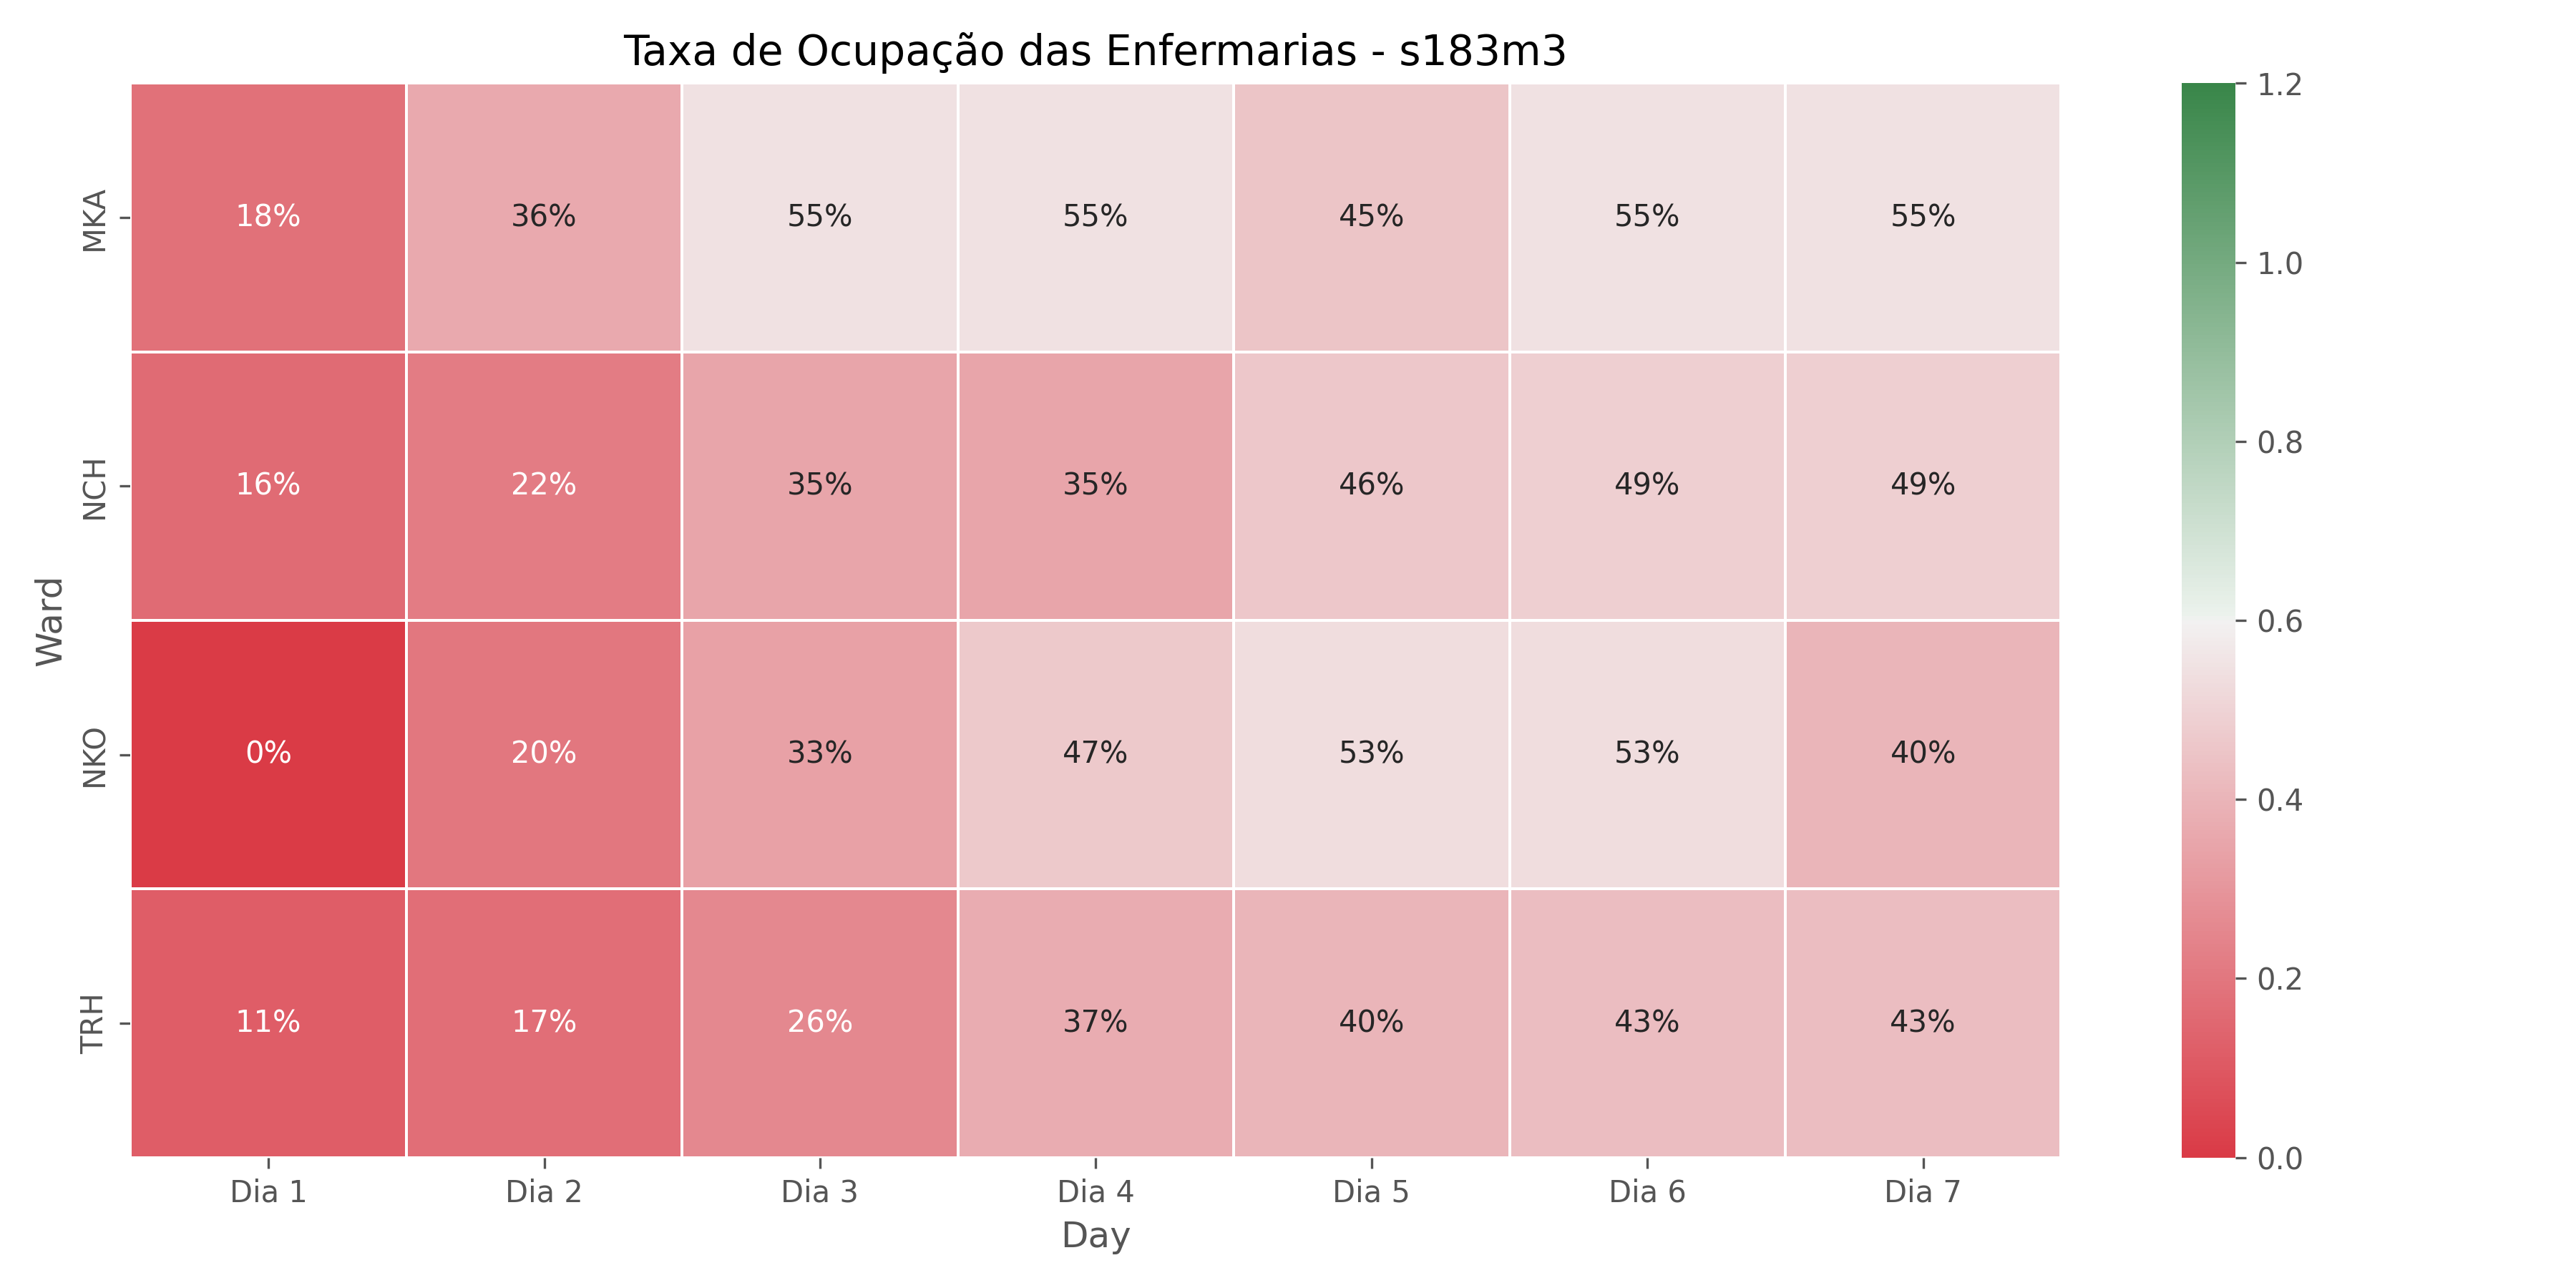 Taxa de Ocupação das Enfermarias - s183m3
Ward
MKA 18% 36% 55% 55% 45% 55% 55%
NCH 16% 22% 35% 35% 46% 49% 49%
NKO 0% 20% 33% 47% 53% 53% 40%
TRH 11% 17% 26% 37% 40% 43% 43%
Dia 1 Dia 2 Dia 3 Dia 4 Dia 5 Dia 6 Dia 7
Day
1.2
1.0
0.8
0.6
0.4
0.2
0.0